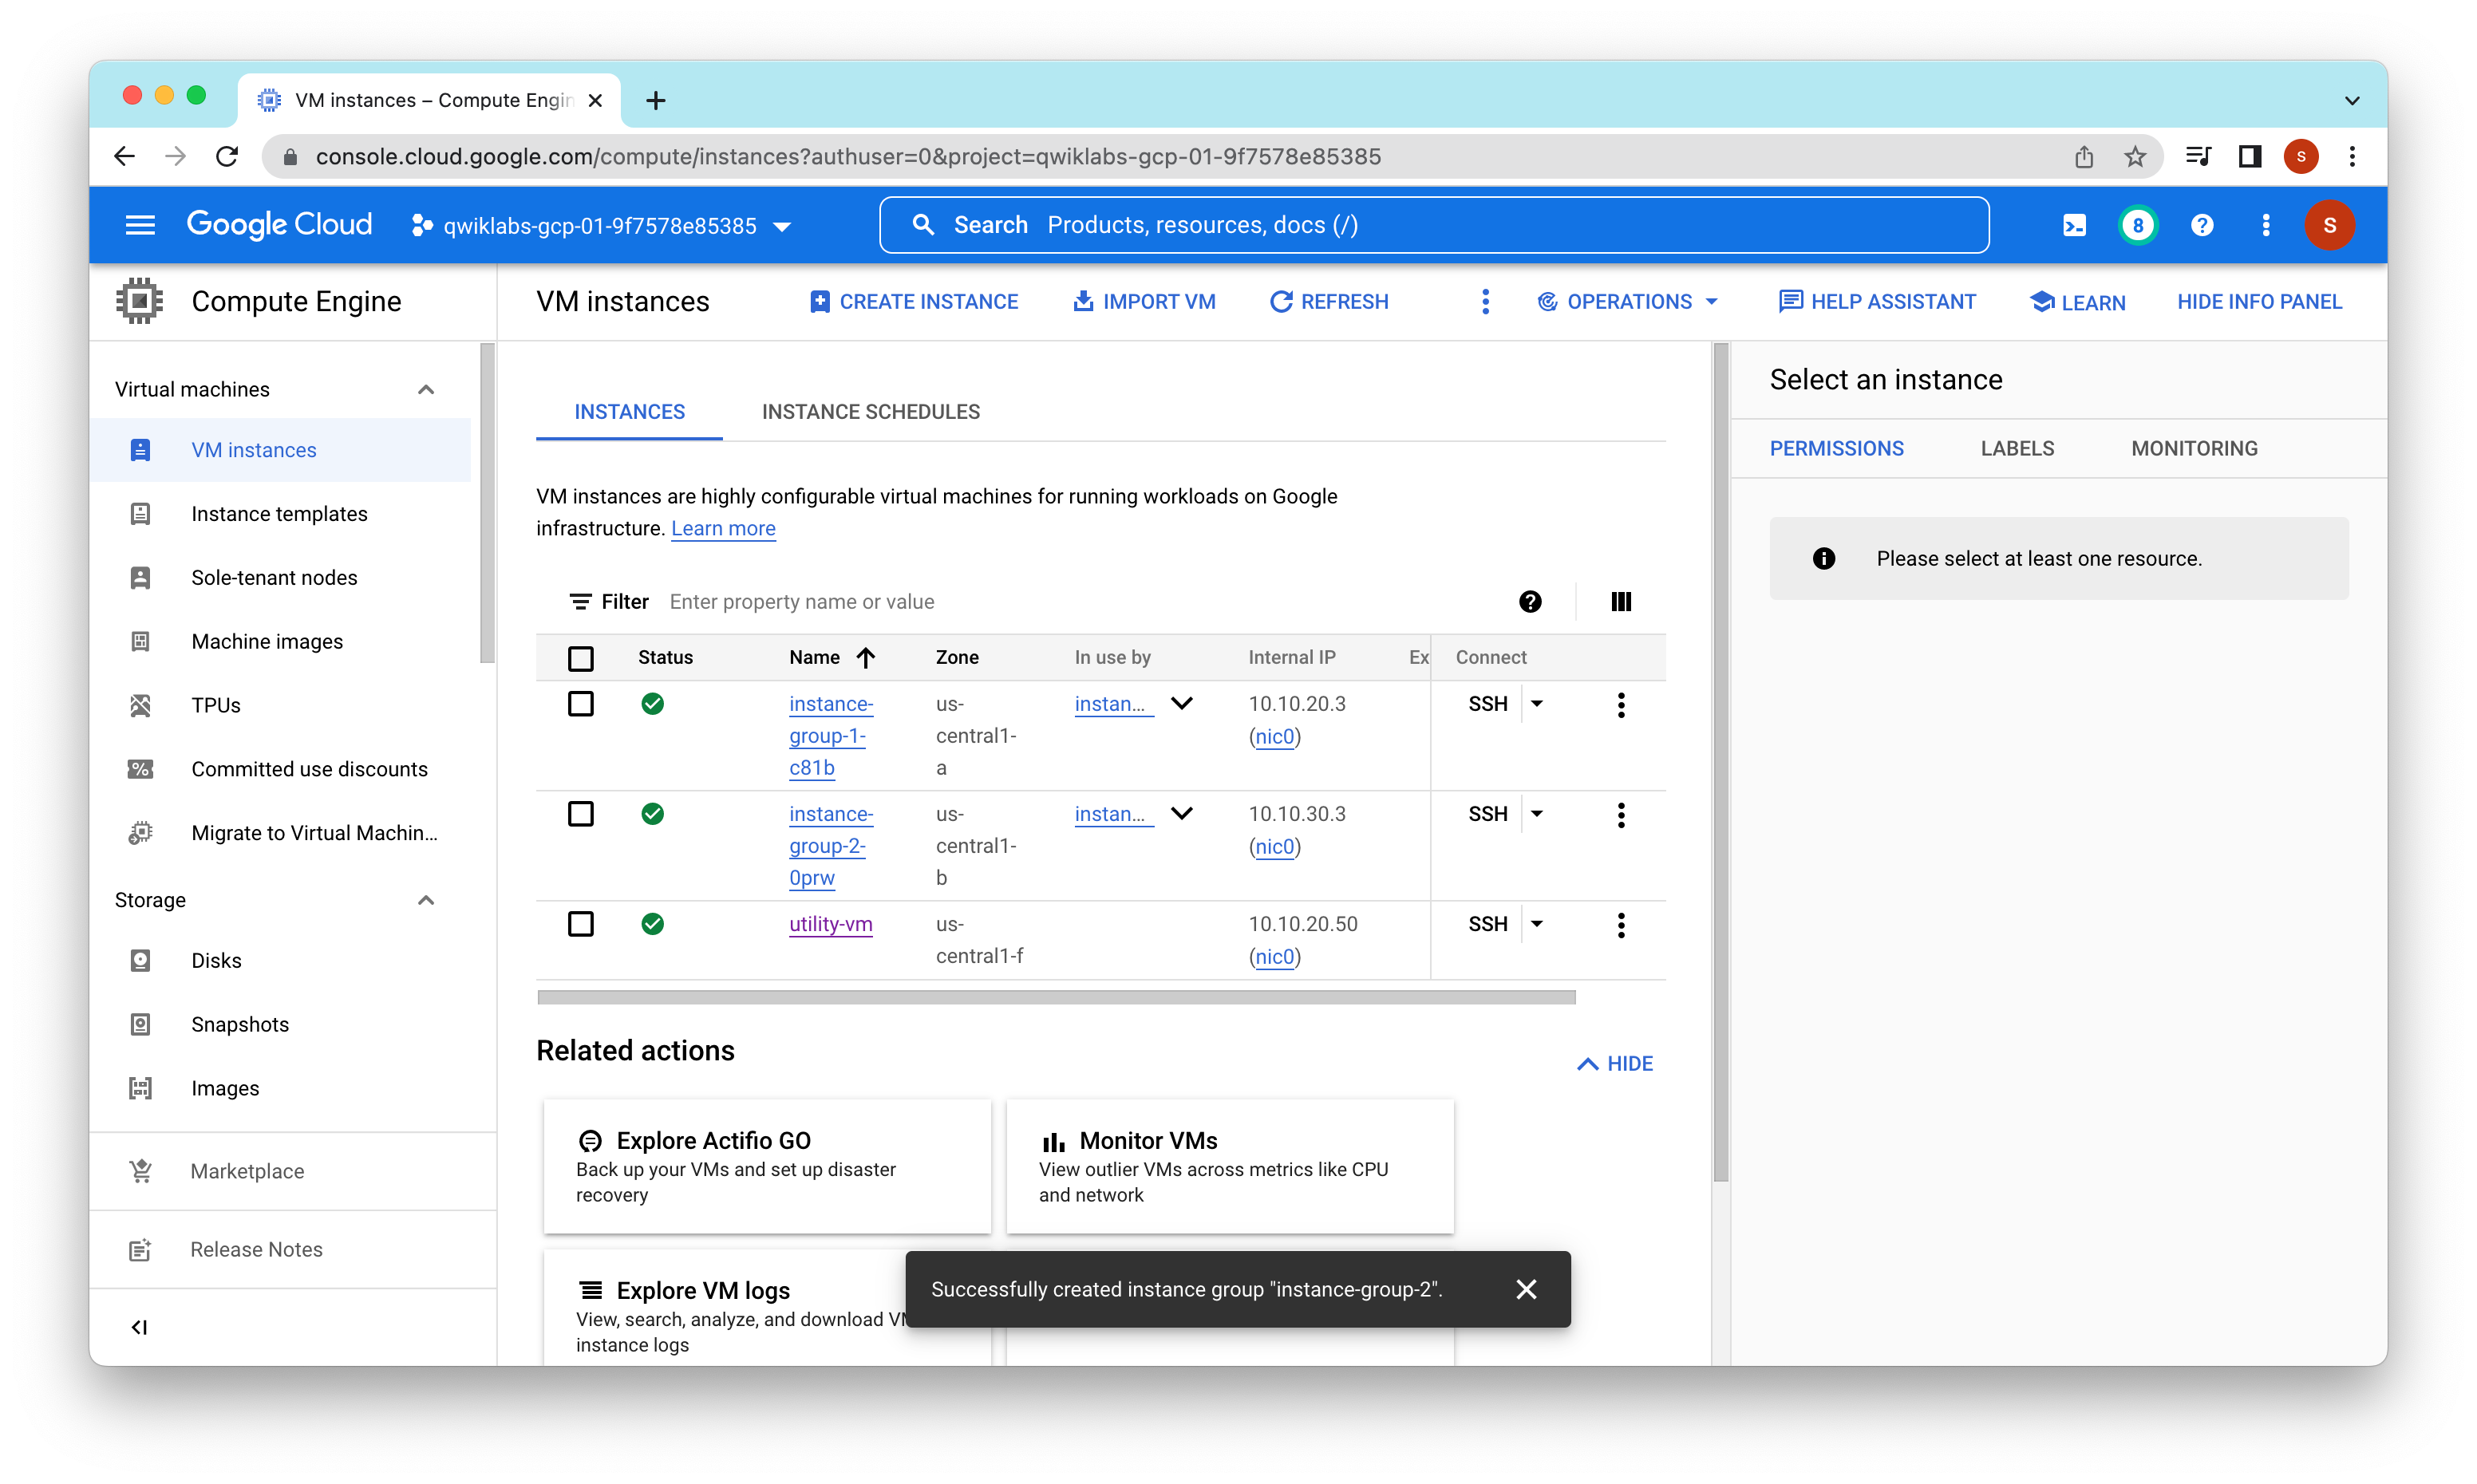 VM instances – Compute Engin
console.cloud.google.com/compute/instances?authuser=0&project=qwiklabs-gcp-01-9f7578e85385
S
Google Cloud
qwiklabs-gcp-01-9f7578e85385
Search Products, resources, docs (/)
8
S
Compute Engine
VM instances
CREATE INSTANCE
IMPORT VM
REFRESH
OPERATIONS
HELP ASSISTANT
LEARN
HIDE INFO PANEL
Virtual machines
VM instances
Instance templates
Sole-tenant nodes
Machine images
TPUs
Committed use discounts
Migrate to Virtual Machin...
Storage
Disks
Snapshots
Images
Marketplace
Release Notes
INSTANCES
INSTANCE SCHEDULES
VM instances are highly configurable virtual machines for running workloads on Google
infrastructure. Learn more
Filter Enter property name or value
Status Name Zone In use by Internal IP Ex Connect
instance- us- instan... 10.10.20.3 SSH
group-1- central1- (nic0)
c81b a
instance- us- instan... 10.10.30.3 SSH
group-2- central1- (nic0)
0prw b
utility-vm us- 10.10.20.50 SSH
central1-f (nic0)
Related actions
HIDE
Explore Actifio GO
Back up your VMs and set up disaster
recovery
Monitor VMs
View outlier VMs across metrics like CPU
and network
Explore VM logs
View, search, analyze, and download VM
instance logs
Successfully created instance group "instance-group-2".
Select an instance
PERMISSIONS
LABELS
MONITORING
Please select at least one resource.